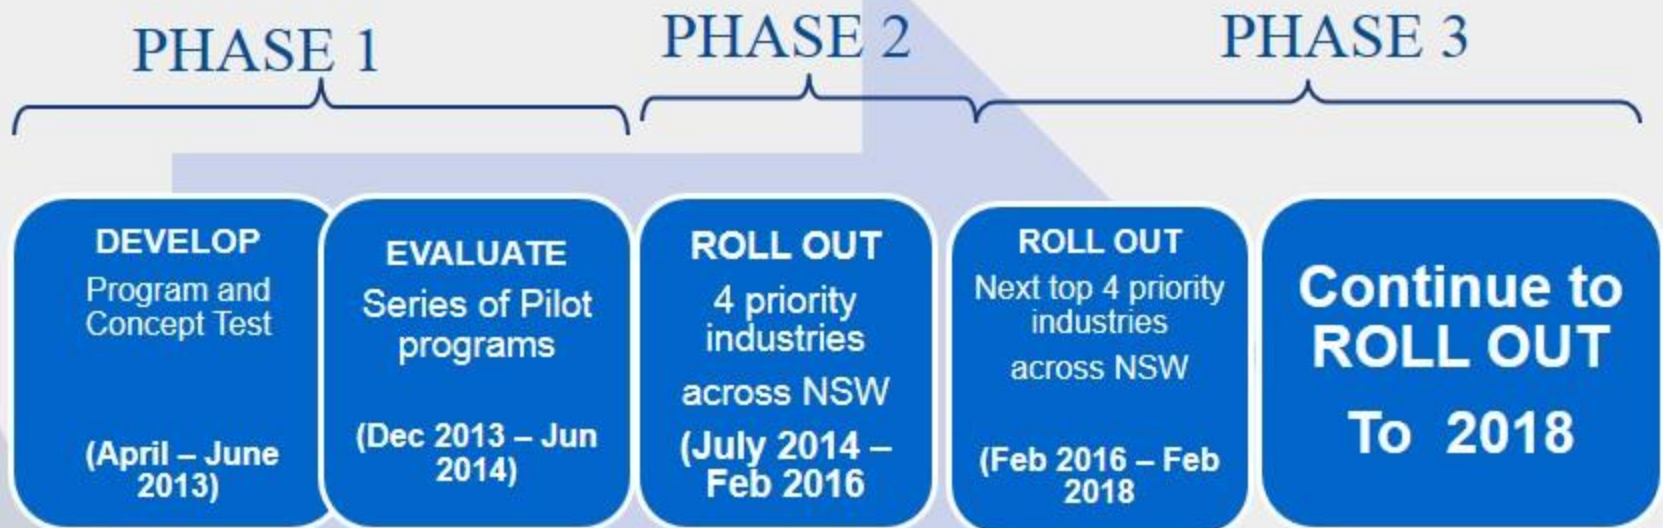 PHASE 1
PHASE 2
PHASE 3
DEVELOP
Program and
Concept Test
(April – June
2013)
EVALUATE
Series of Pilot
programs
(Dec 2013 – Jun
2014)
ROLL OUT
4 priority
industries
across NSW
(July 2014 –
Feb 2016
ROLL OUT
Next top 4 priority
industries
across NSW
(Feb 2016 – Feb
2018
Continue to
ROLL OUT
To 2018